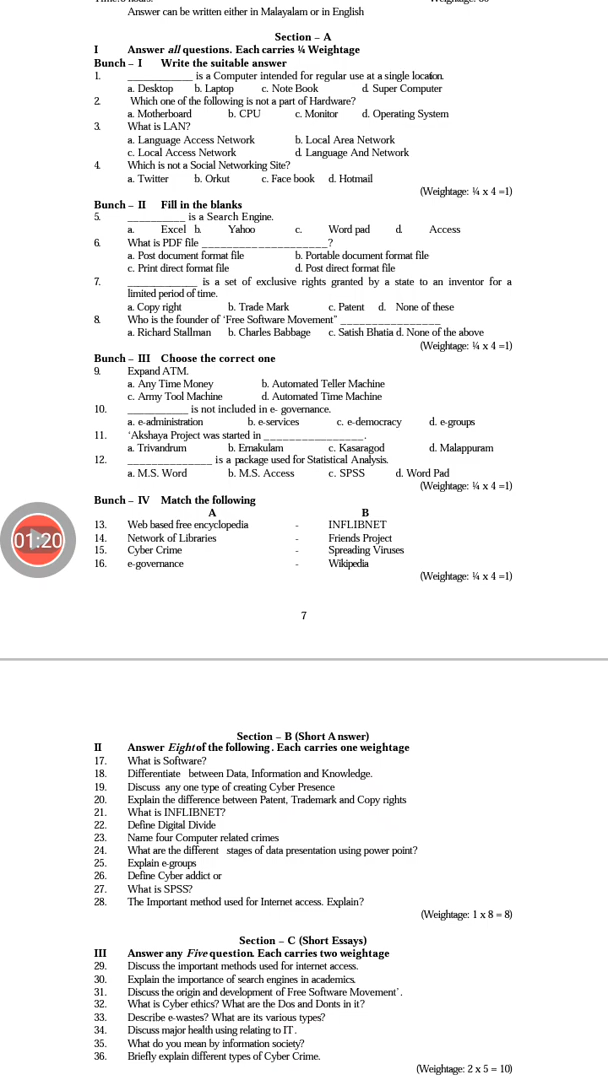 Answer can be written either in Malayalam or in English
Section – A
I Answer all questions. Each carries ¼ Weightage
Bunch – I Write the suitable answer
1. ____________ is a Computer intended for regular use at a single location.
a. Desktop b. Laptop c. Note Book d. Super Computer
2. Which one of the following is not a part of Hardware?
a. Motherboard b. CPU c. Monitor d. Operating System
3. What is LAN?
a. Language Access Network b. Local Area Network
c. Local Access Network d. Language And Network
4. Which is not a Social Networking Site?
a. Twitter b. Orkut c. Face book d. Hotmail
(Weightage: ¼ x 4 =1)
Bunch – II Fill in the blanks
5. __________ is a Search Engine.
a. Excel b. Yahoo c. Word pad d. Access
6. What is PDF file ____________________?
a. Post document format file b. Portable document format file
c. Print direct format file d. Post direct format file
7. ____________ is a set of exclusive rights granted by a state to an inventor for a
limited period of time.
a. Copy right b. Trade Mark c. Patent d. None of these
8. Who is the founder of ‘Free Software Movement” ________________
a. Richard Stallman b. Charles Babbage c. Satish Bhatia d. None of the above
(Weightage: ¼ x 4 =1)
Bunch – III Choose the correct one
9. Expand ATM.
a. Any Time Money b. Automated Teller Machine
c. Army Tool Machine d. Automated Time Machine
10. __________ is not included in e- governance.
a. e-administration b. e-services c. e-democracy d. e-groups
11. ‘Akshaya Project was started in ________________.
a. Trivandrum b. Ernakulam c. Kasaragod d. Malappuram
12. ______________ is a package used for Statistical Analysis.
a. M.S. Word b. M.S. Access c. SPSS d. Word Pad
(Weightage: ¼ x 4 =1)
Bunch – IV Match the following
A B
13. Web based free encyclopedia - INFLIBNET
14. Network of Libraries - Friends Project
01:20
15. Cyber Crime - Spreading Viruses
16. e-governance - Wikipedia
(Weightage: ¼ x 4 =1)
7
Section – B (Short Answer)
II Answer Eight of the following. Each carries one weightage
17. What is Software?
18. Differentiate between Data, Information and Knowledge.
19. Discuss any one type of creating Cyber Presence
20. Explain the difference between Patent, Trademark and Copy rights
21. What is INFLIBNET?
22. Define Digital Divide
23. Name four Computer related crimes
24. What are the different stages of data presentation using power point?
25. Explain e-groups
26. Define Cyber addict or
27. What is SPSS?
28. The Important method used for Internet access. Explain?
(Weightage: 1 x 8 = 8)
Section – C (Short Essays)
III Answer any Five question. Each carries two weightage
29. Discuss the important methods used for internet access.
30. Explain the importance of search engines in academics.
31. Discuss the origin and development of Free Software Movement’.
32. What is Cyber ethics? What are the Dos and Donts in it?
33. Describe e-wastes? What are its various types?
34. Discuss major health using relating to IT.
35. What do you mean by information society?
36. Briefly explain different types of Cyber Crime.
(Weightage: 2 x 5 = 10)